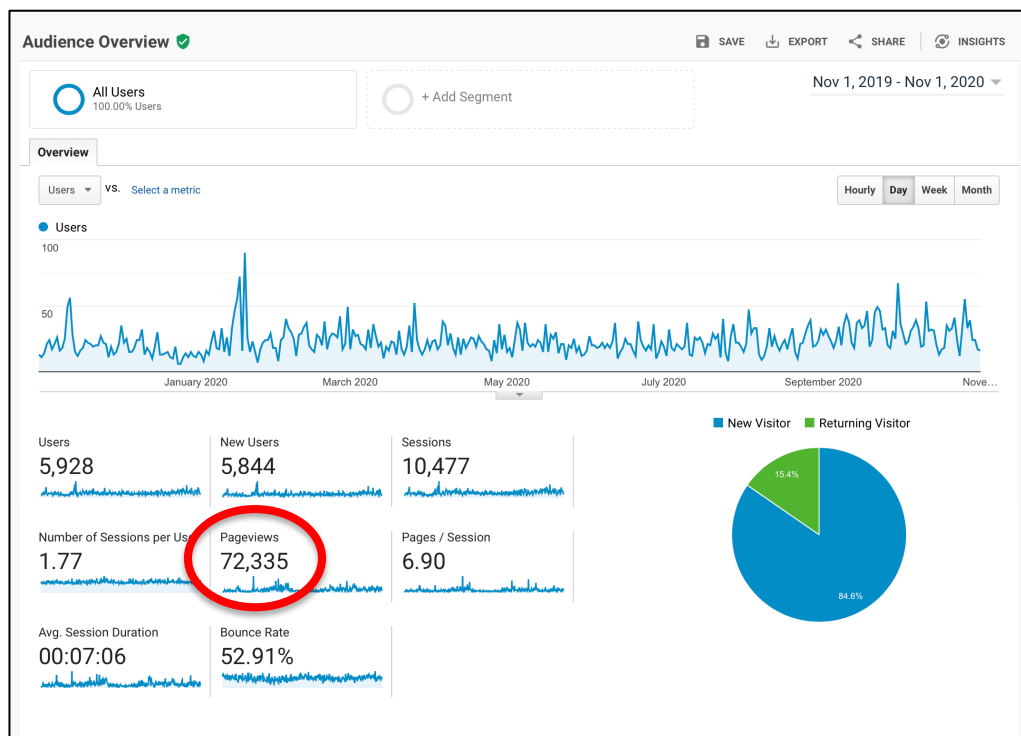 Audience Overview
SAVE EXPORT SHARE INSIGHTS
All Users
100.00% Users
+ Add Segment
Nov 1, 2019 - Nov 1, 2020
Overview
Users VS. Select a metric
Hourly Day Week Month
Users
100
50
January 2020 March 2020 May 2020 July 2020 September 2020 Nove...
New Visitor Returning Visitor
15.4%
84.6%
Users New Users Sessions
5,928 5,844 10,477
Number of Sessions per Use Pageviews Pages / Session
1.77 72,335 6.90
Avg. Session Duration Bounce Rate
00:07:06 52.91%